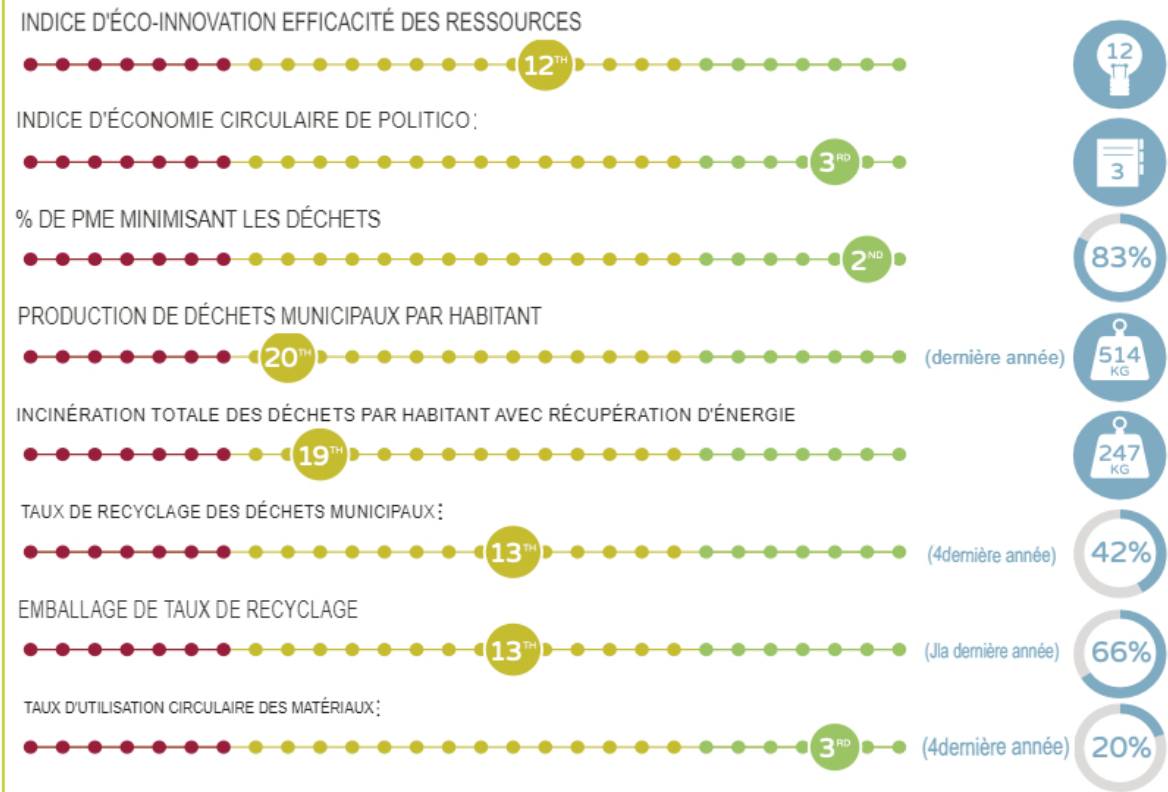 INDICE D'ÉCO-INNOVATION EFFICACITÉ DES RESSOURCES
12TH
12
INDICE D'ÉCONOMIE CIRCULAIRE DE POLITICO:
3RD
3
% DE PME MINIMISANT LES DÉCHETS
2ND
83%
PRODUCTION DE DÉCHETS MUNICIPAUX PAR HABITANT
20TH
(dernière année)
514
KG
INCINÉRATION TOTALE DES DÉCHETS PAR HABITANT AVEC RÉCUPÉRATION D'ÉNERGIE
19TH
247
KG
TAUX DE RECYCLAGE DES DÉCHETS MUNICIPAUX:
13TH
(4dernière année)
42%
EMBALLAGE DE TAUX DE RECYCLAGE
13TH
(Jla dernière année)
66%
TAUX D'UTILISATION CIRCULAIRE DES MATÉRIAUX:
3RD
(4dernière année)
20%